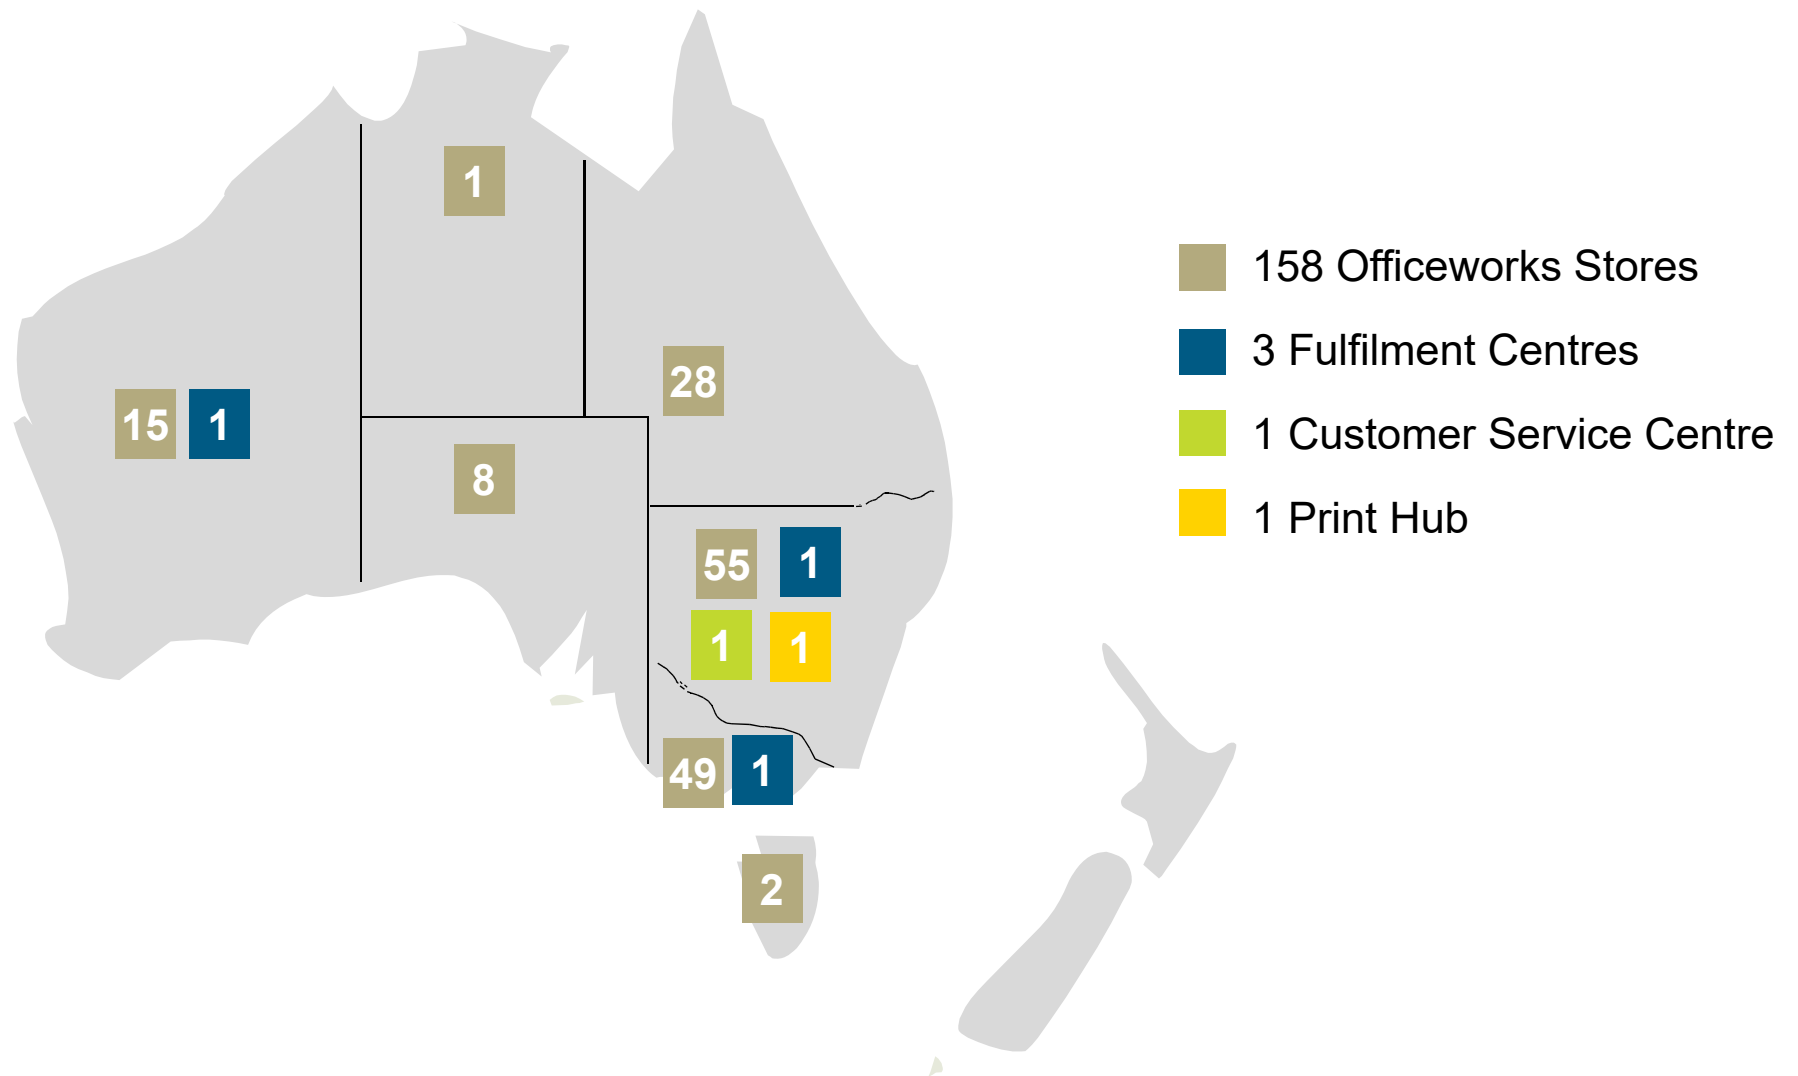 1
28
15 1
8
55 1
1 1
49 1
2
158 Officeworks Stores
3 Fulfilment Centres
1 Customer Service Centre
1 Print Hub